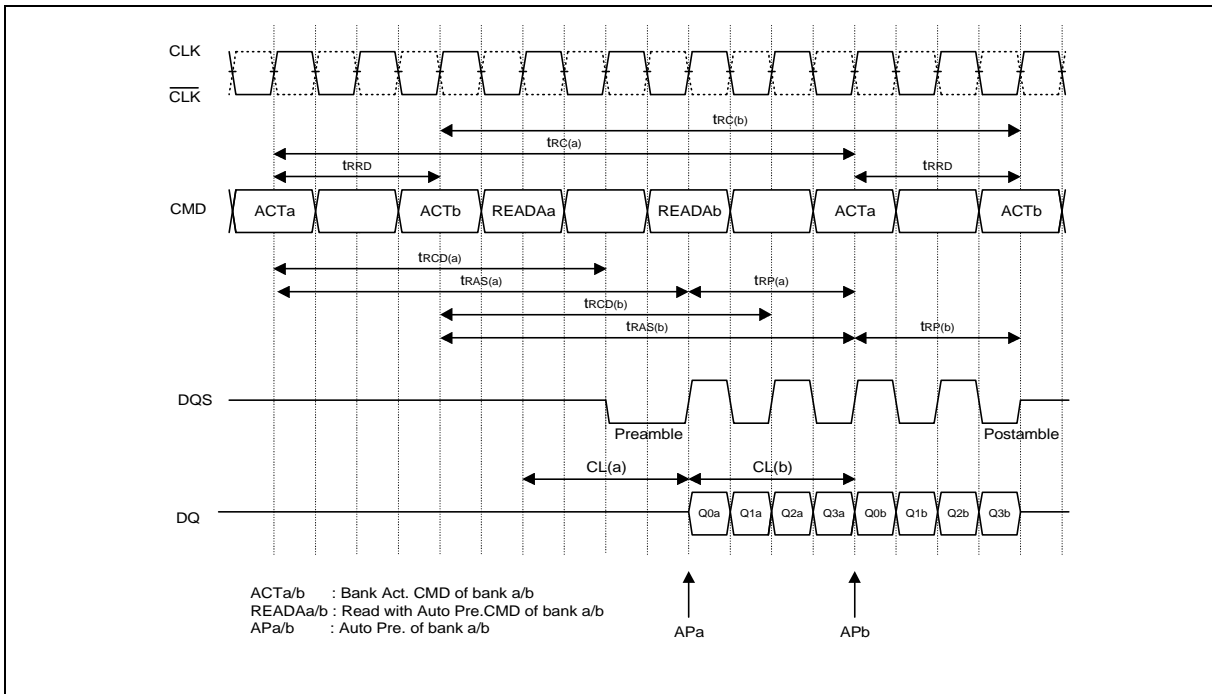 CLK
CLK
tRC(b)
tRC(a)
tRRD tRRD
CMD ACTa ACTb READAa READAb ACTa ACTb
tRCD(a)
tRAS(a) tRP(a)
tRCD(b)
tRAS(b) tRP(b)
DQS
Preamble Postamble
CL(a) CL(b)
DQ Q0a Q1a Q2a Q3a Q0b Q1b Q2b Q3b
ACTa/b : Bank Act. CMD of bank a/b
READAa/b : Read with Auto Pre.CMD of bank a/b
APa/b : Auto Pre. of bank a/b
APa APb